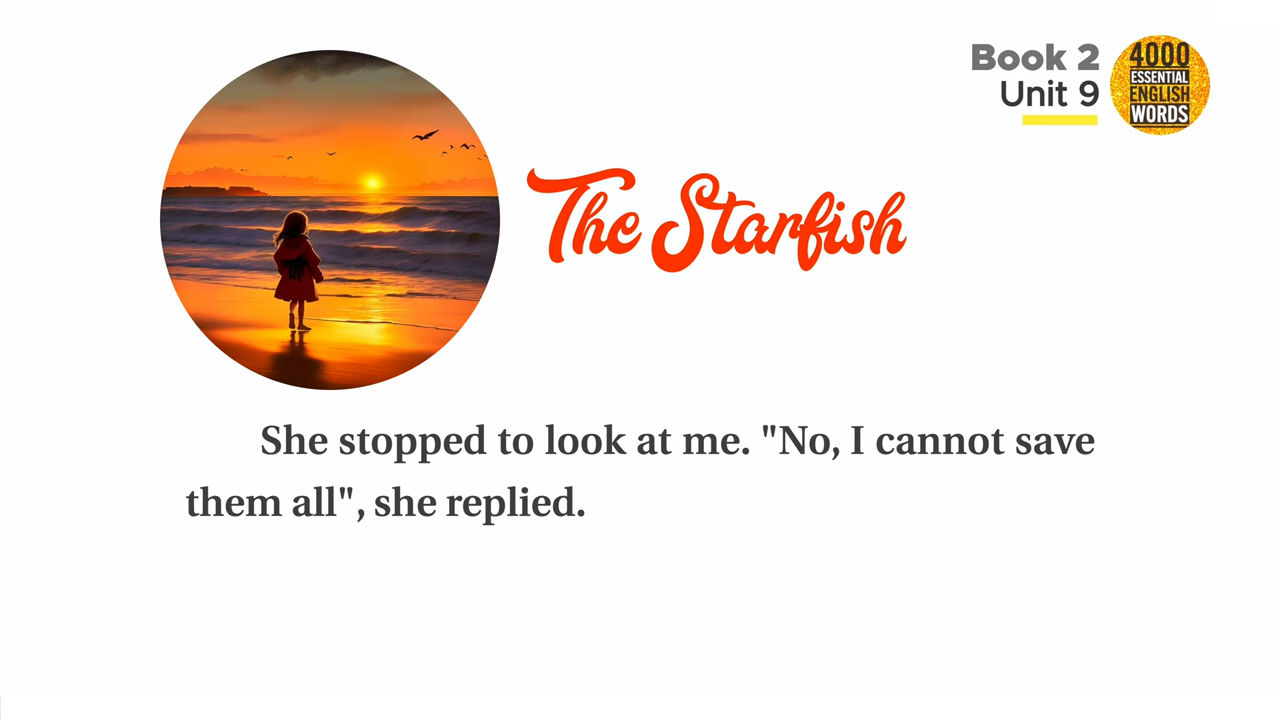 Book 2
Unit 9
4000
ESSENTIAL
ENGLISH
WORDS
The Starfish
She stopped to look at me. "No, I cannot save
them all", she replied.